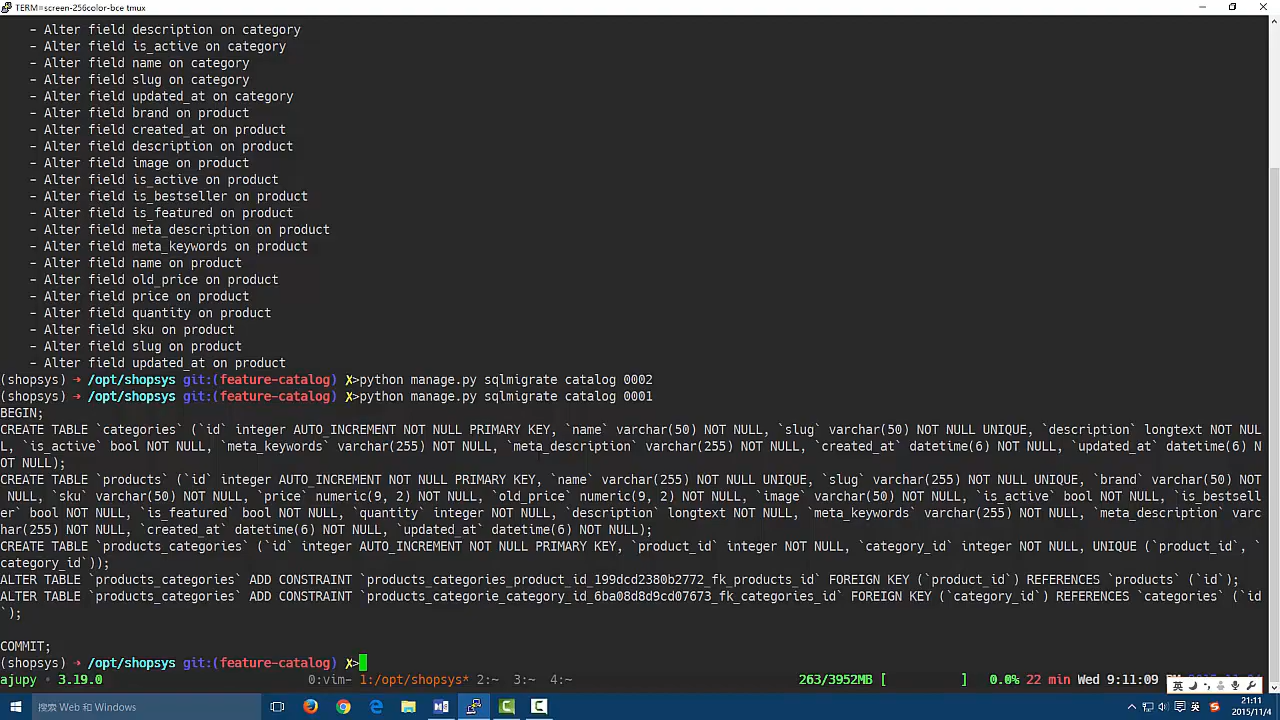 TERM=screen-256color-bce tmux
- Alter field description on category
- Alter field is_active on category
- Alter field name on category
- Alter field slug on category
- Alter field updated_at on category
- Alter field brand on product
- Alter field created_at on product
- Alter field description on product
- Alter field image on product
- Alter field is_active on product
- Alter field is_bestseller on product
- Alter field is_featured on product
- Alter field meta_description on product
- Alter field meta_keywords on product
- Alter field name on product
- Alter field old_price on product
- Alter field price on product
- Alter field quantity on product
- Alter field sku on product
- Alter field slug on product
- Alter field updated_at on product
(shopsys) → /opt/shopsys git:(feature-catalog) ✗>python manage.py sqlmigrate catalog 0002
(shopsys) → /opt/shopsys git:(feature-catalog) ✗>python manage.py sqlmigrate catalog 0001
BEGIN;
CREATE TABLE `categories` (`id` integer AUTO_INCREMENT NOT NULL PRIMARY KEY, `name` varchar(50) NOT NULL, `slug` varchar(50) NOT NULL UNIQUE, `description` longtext NOT NUL
L, `is_active` bool NOT NULL, `meta_keywords` varchar(255) NOT NULL, `meta_description` varchar(255) NOT NULL, `created_at` datetime(6) NOT NULL, `updated_at` datetime(6) N
OT NULL);
CREATE TABLE `products` (`id` integer AUTO_INCREMENT NOT NULL PRIMARY KEY, `name` varchar(255) NOT NULL UNIQUE, `slug` varchar(255) NOT NULL UNIQUE, `brand` varchar(50) NOT
NULL, `sku` varchar(50) NOT NULL, `price` numeric(9, 2) NOT NULL, `old_price` numeric(9, 2) NOT NULL, `image` varchar(50) NOT NULL, `is_active` bool NOT NULL, `is_bestsell
er` bool NOT NULL, `is_featured` bool NOT NULL, `quantity` integer NOT NULL, `description` longtext NOT NULL, `meta_keywords` varchar(255) NOT NULL, `meta_description` varc
har(255) NOT NULL, `created_at` datetime(6) NOT NULL, `updated_at` datetime(6) NOT NULL);
CREATE TABLE `products_categories` (`id` integer AUTO_INCREMENT NOT NULL PRIMARY KEY, `product_id` integer NOT NULL, `category_id` integer NOT NULL, UNIQUE (`product_id`, `
category_id`));
ALTER TABLE `products_categories` ADD CONSTRAINT `products_categories_product_id_199dcd2380b2772_fk_products_id` FOREIGN KEY (`product_id`) REFERENCES `products` (`id`);
ALTER TABLE `products_categories` ADD CONSTRAINT `products_categorie_category_id_6ba08d8d9cd07673_fk_categories_id` FOREIGN KEY (`category_id`) REFERENCES `categories` (`id
`);
COMMIT;
(shopsys) → /opt/shopsys git:(feature-catalog) ✗>
ajupy · 3.19.0 0:vim- 1:/opt/shopsys* 2:~ 3:~ 4:~ 263/3952MB [ ] 0.0% 22 min Wed 9:11:09
英
搜索 Web 和 Windows
英
21:11
2015/11/4